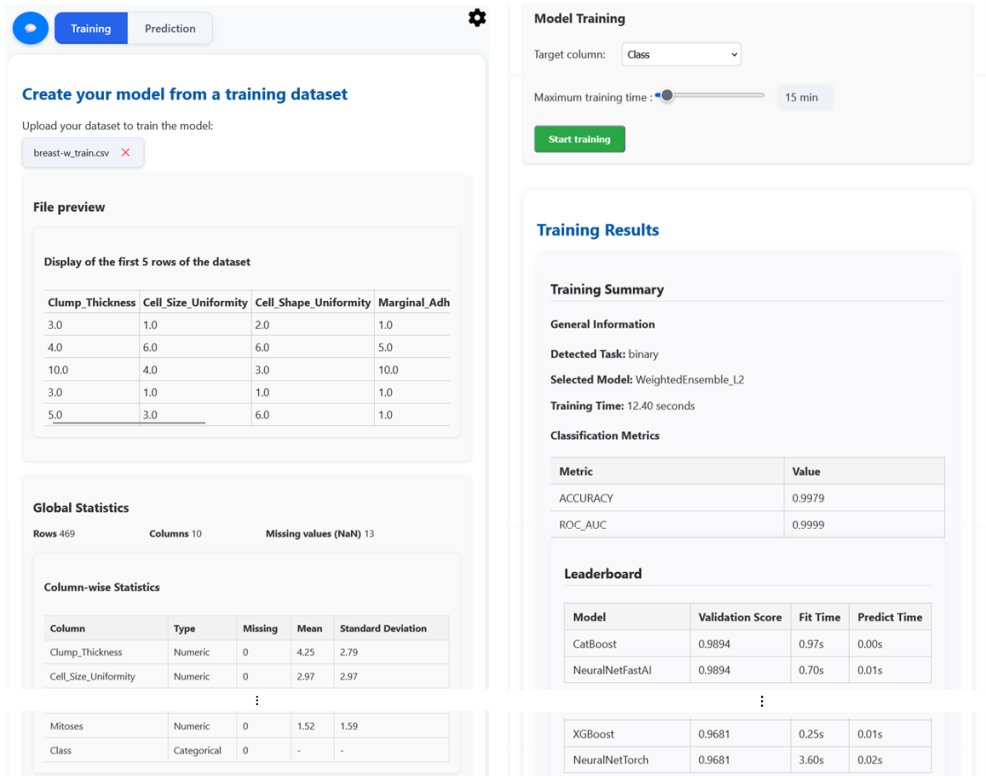 Training Prediction
Create your model from a training dataset
Upload your dataset to train the model:
breast-w_train.csv
File preview
Display of the first 5 rows of the dataset
Clump_Thickness Cell_Size_Uniformity Cell_Shape_Uniformity Marginal_Adh
3.0 1.0 2.0 1.0
4.0 6.0 6.0 5.0
10.0 4.0 3.0 10.0
3.0 1.0 1.0 1.0
5.0 3.0 6.0 1.0
Global Statistics
Rows 469 Columns 10 Missing values (NaN) 13
Column-wise Statistics
Column Type Missing Mean Standard Deviation
Clump_Thickness Numeric 0 4.25 2.79
Cell_Size_Uniformity Numeric 0 2.97 2.97
⋮
Mitoses Numeric 0 1.52 1.59
Class Categorical 0 - -
Model Training
Target column: Class
Maximum training time : 15 min
Start training
Training Results
Training Summary
General Information
Detected Task: binary
Selected Model: WeightedEnsemble_L2
Training Time: 12.40 seconds
Classification Metrics
Metric Value
ACCURACY 0.9979
ROC_AUC 0.9999
Leaderboard
Model Validation Score Fit Time Predict Time
CatBoost 0.9894 0.97s 0.00s
NeuralNetFastAI 0.9894 0.70s 0.01s
⋮
XGBoost 0.9681 0.25s 0.01s
NeuralNetTorch 0.9681 3.60s 0.02s